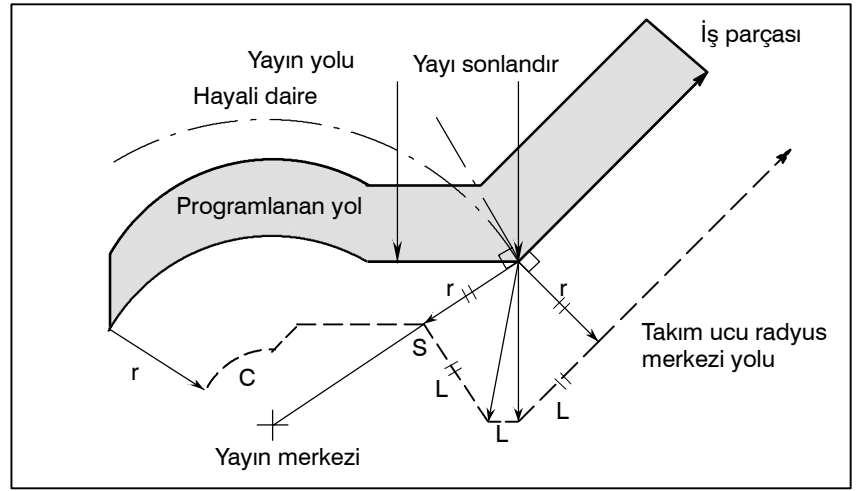 İş parçası
Yayın yolu
Yayı sonlandır
Hayali daire
Programlanan yol
r
r
Takım ucu radyus
merkezi yolu
S
r
C
L
L
L
Yayın merkezi